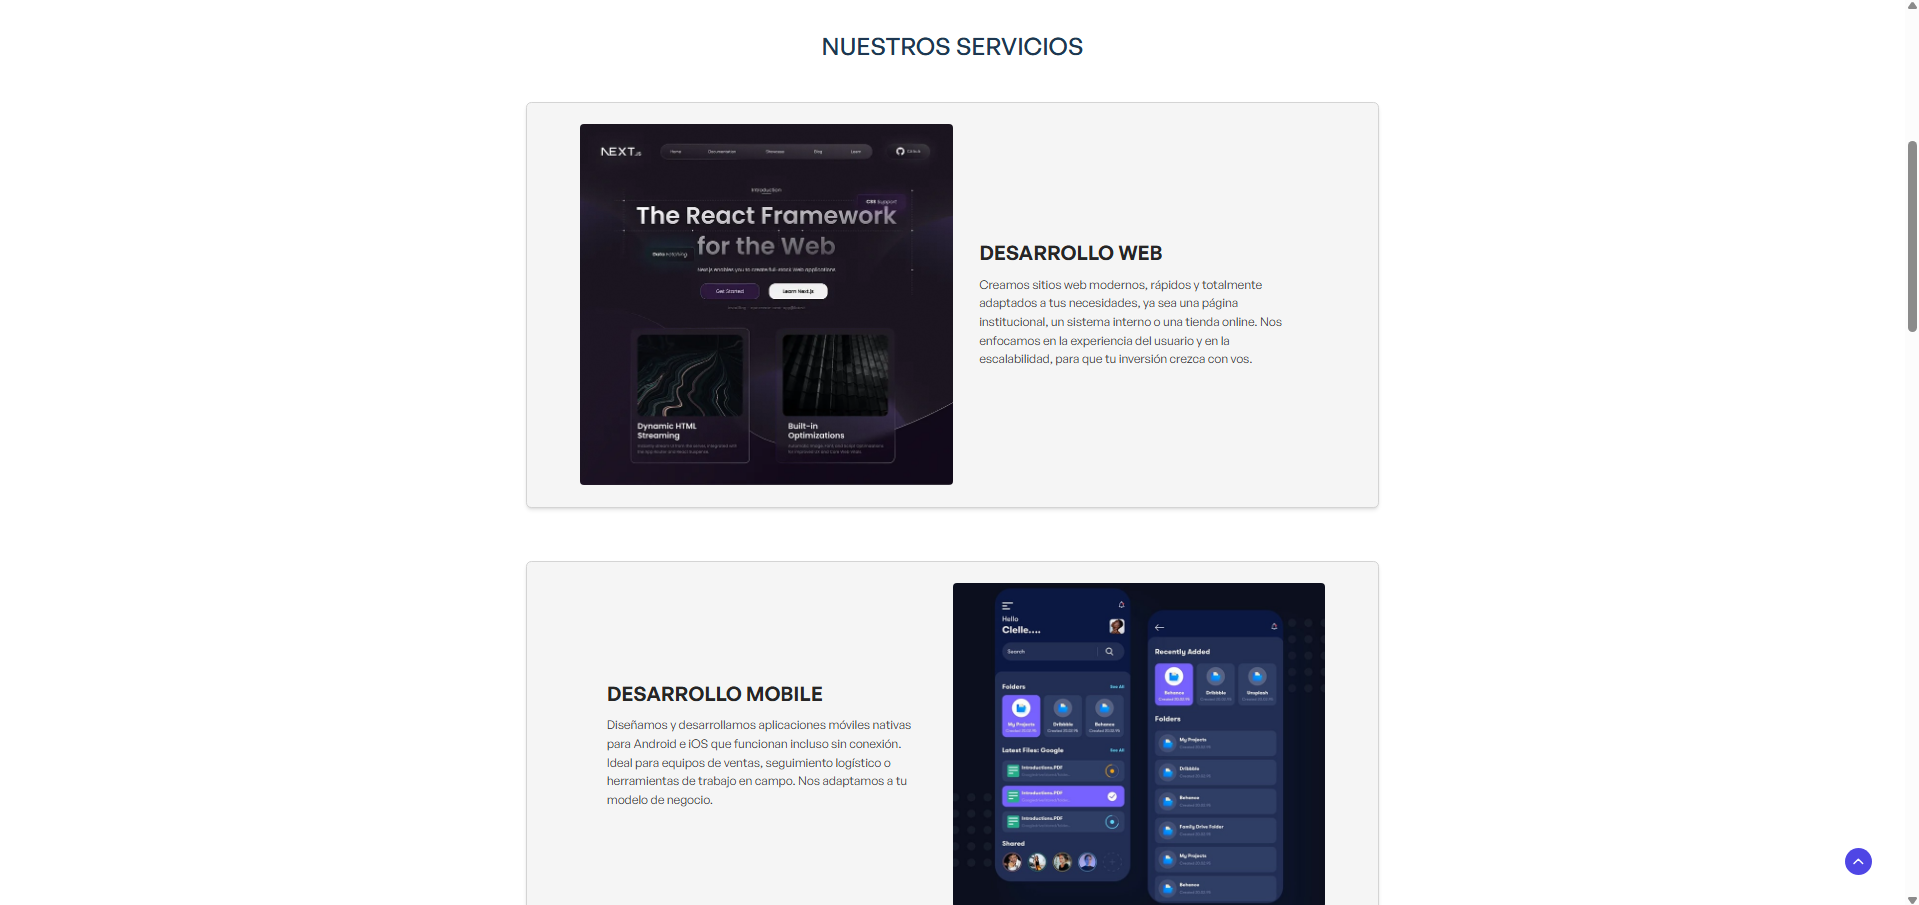 NUESTROS SERVICIOS
NEXT.JS
Home Documentation Showcase Blog Learn
Introduction
CSS Support
The React Framework
for the Web
Next.js enables you to create full-stack Web applications
Get Started Learn Next.js
Dynamic HTML
Streaming
Built-in
Optimizations
DESARROLLO WEB
Creamos sitios web modernos, rápidos y totalmente
adaptados a tus necesidades, ya sea una página
institucional, un sistema interno o una tienda online. Nos
enfocamos en la experiencia del usuario y en la
escalabilidad, para que tu inversión crezca con vos.
DESARROLLO MOBILE
Diseñamos y desarrollamos aplicaciones móviles nativas
para Android e iOS que funcionan incluso sin conexión.
Ideal para equipos de ventas, seguimiento logístico o
herramientas de trabajo en campo. Nos adaptamos a tu
modelo de negocio.
Hello
Clelle....
Search
Folders See All
My Projects Dribbble Behance
Latest Files: Google See All
Introductions.PDF
Introductions.PDF
Introductions.PDF
Shared
Recently Added
Behance Dribbble Unsplash
Folders
My Projects
Dribbble
Behance
Family Drive Folder
My Projects
Behance